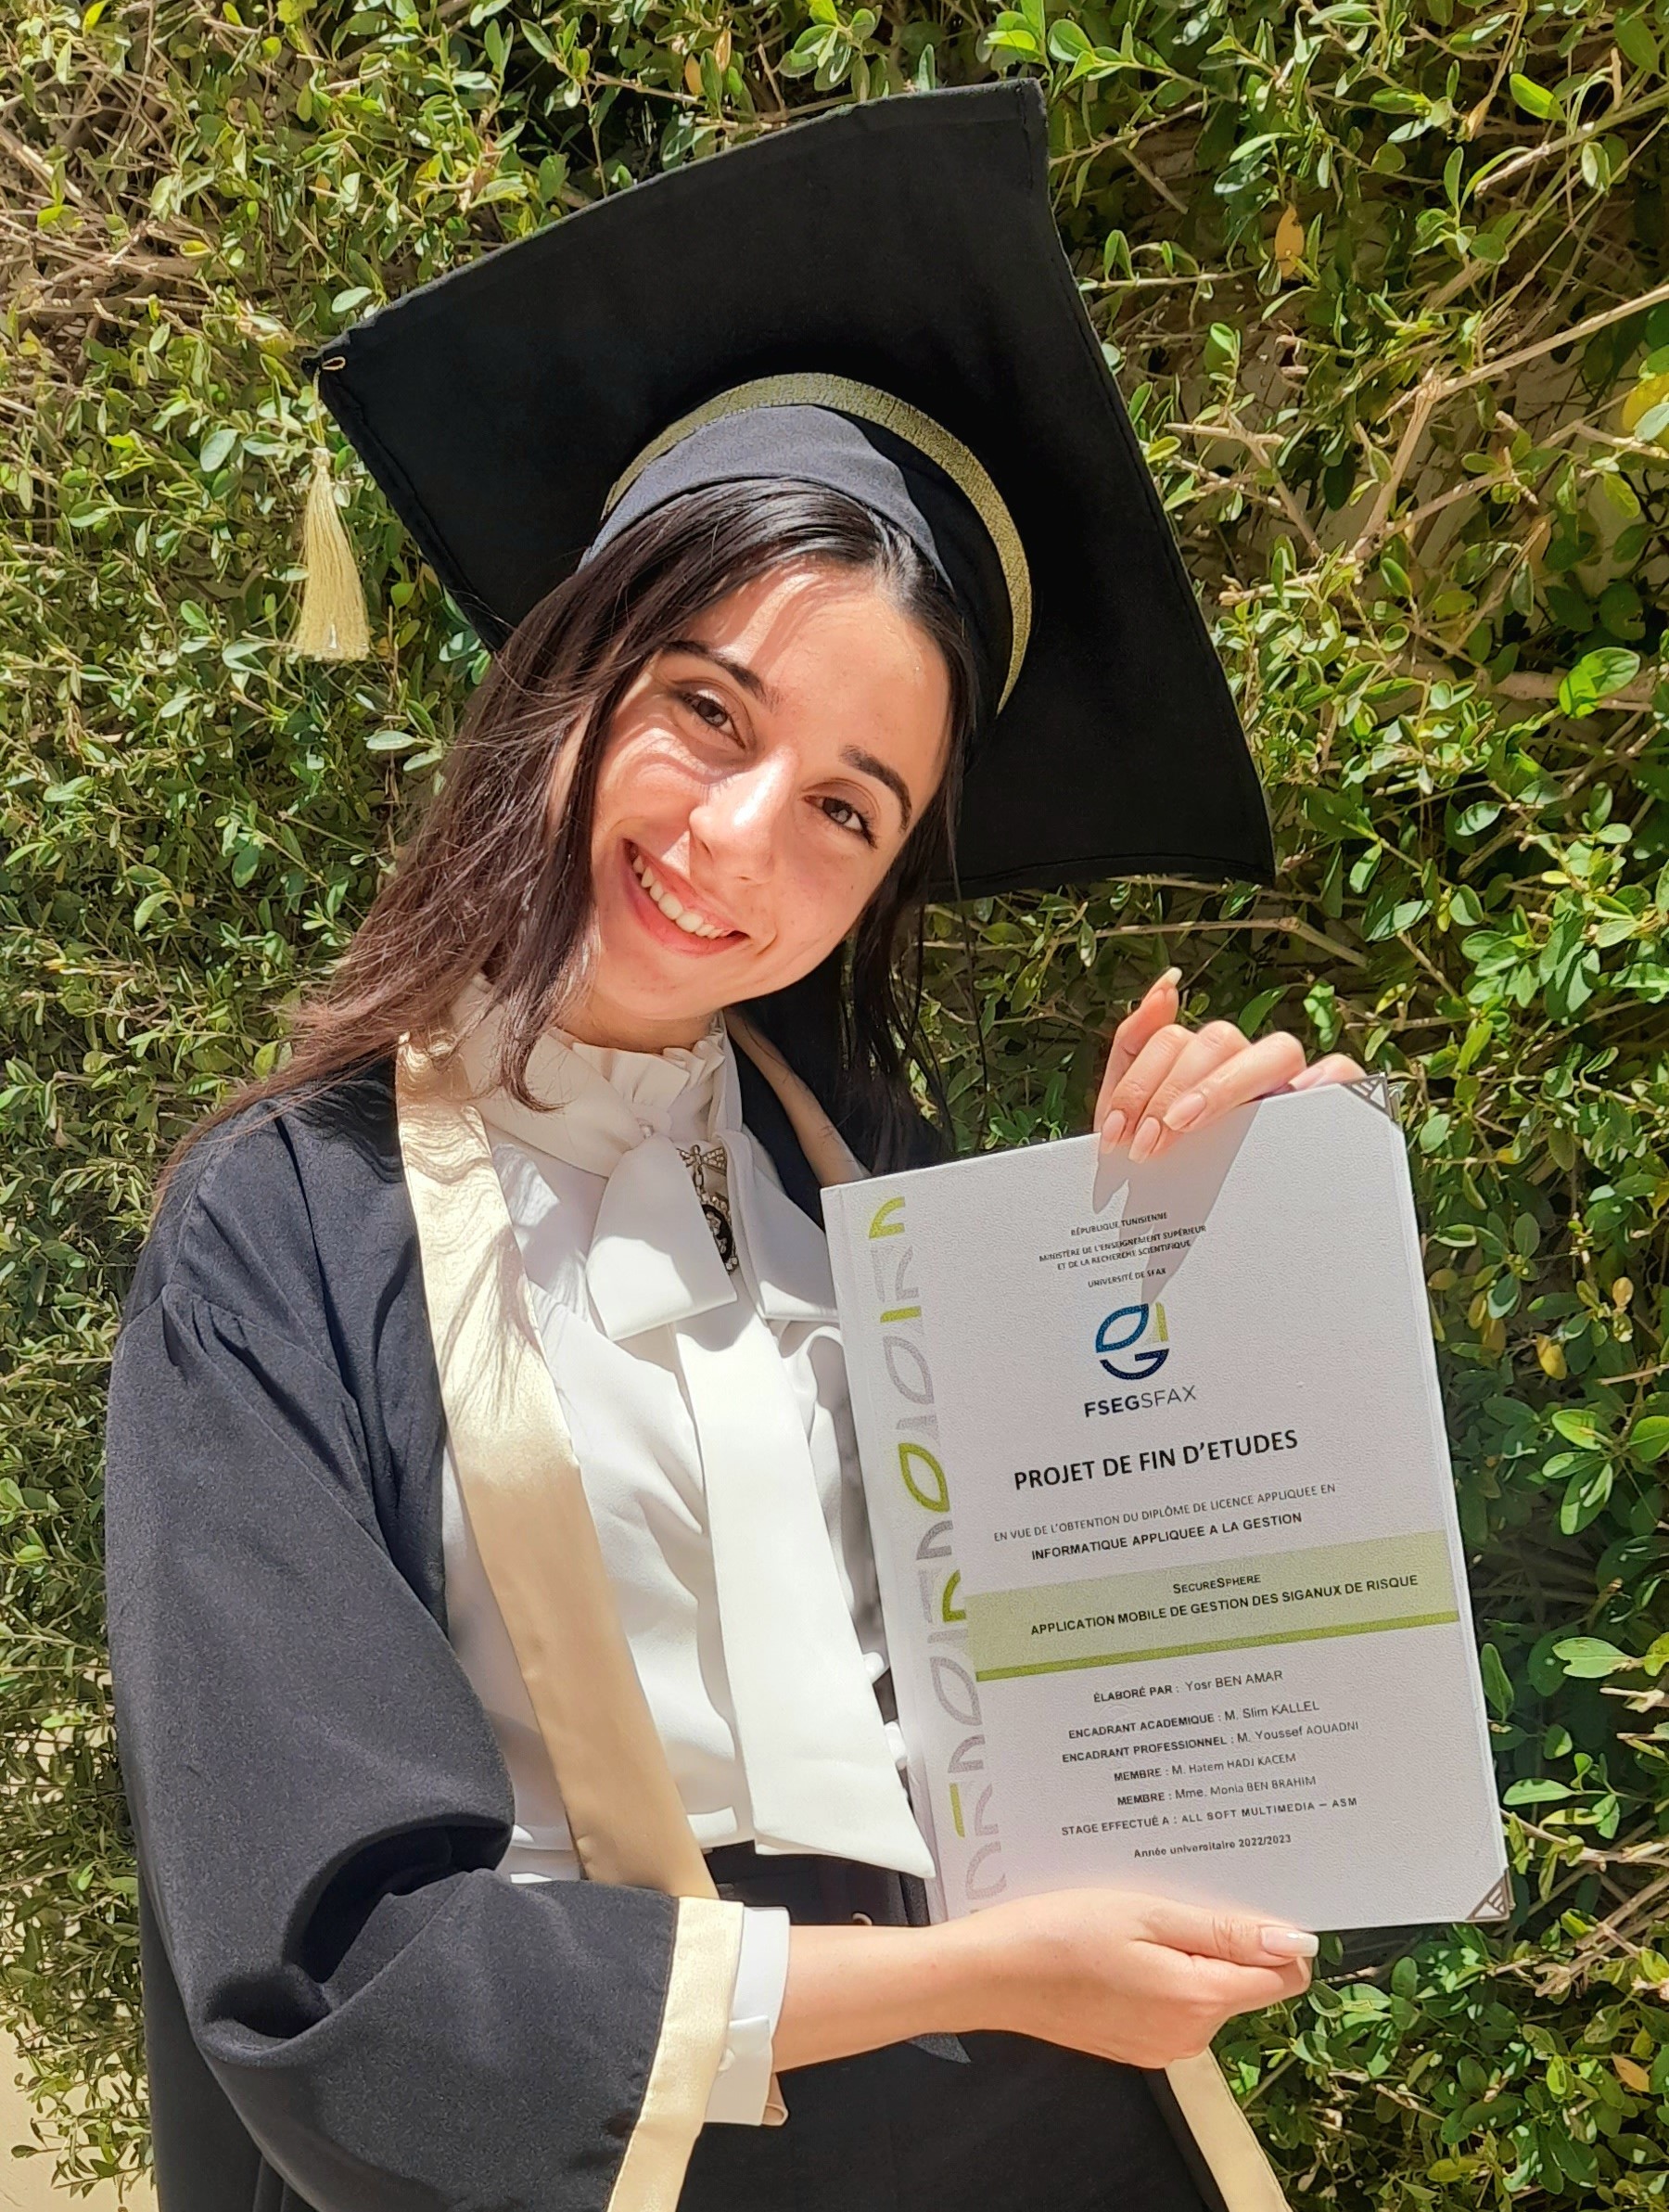 RÉPUBLIQUE TUNISIENNE
MINISTÈRE DE L'ENSEIGNEMENT SUPÉRIEUR
ET DE LA RECHERCHE SCIENTIFIQUE
UNIVERSITÉ DE SFAX
FSEGSFAX
PROJET DE FIN D'ETUDES
EN VUE DE L'OBTENTION DU DIPLÔME DE LICENCE APPLIQUEE EN
INFORMATIQUE APPLIQUEE A LA GESTION
SECURESPHERE
APPLICATION MOBILE DE GESTION DES SIGANUX DE RISQUE
ÉLABORÉ PAR : Yosr BEN AMAR
ENCADRANT ACADEMIQUE : M. Slim KALLEL
ENCADRANT PROFESSIONNEL : M. Youssef AOUADNI
MEMBRE : M. Hatem HADJ KACEM
MEMBRE : Mme. Monia BEN BRAHIM
STAGE EFFECTUÉ A : ALL SOFT MULTIMEDIA – ASM
Année universitaire 2022/2023